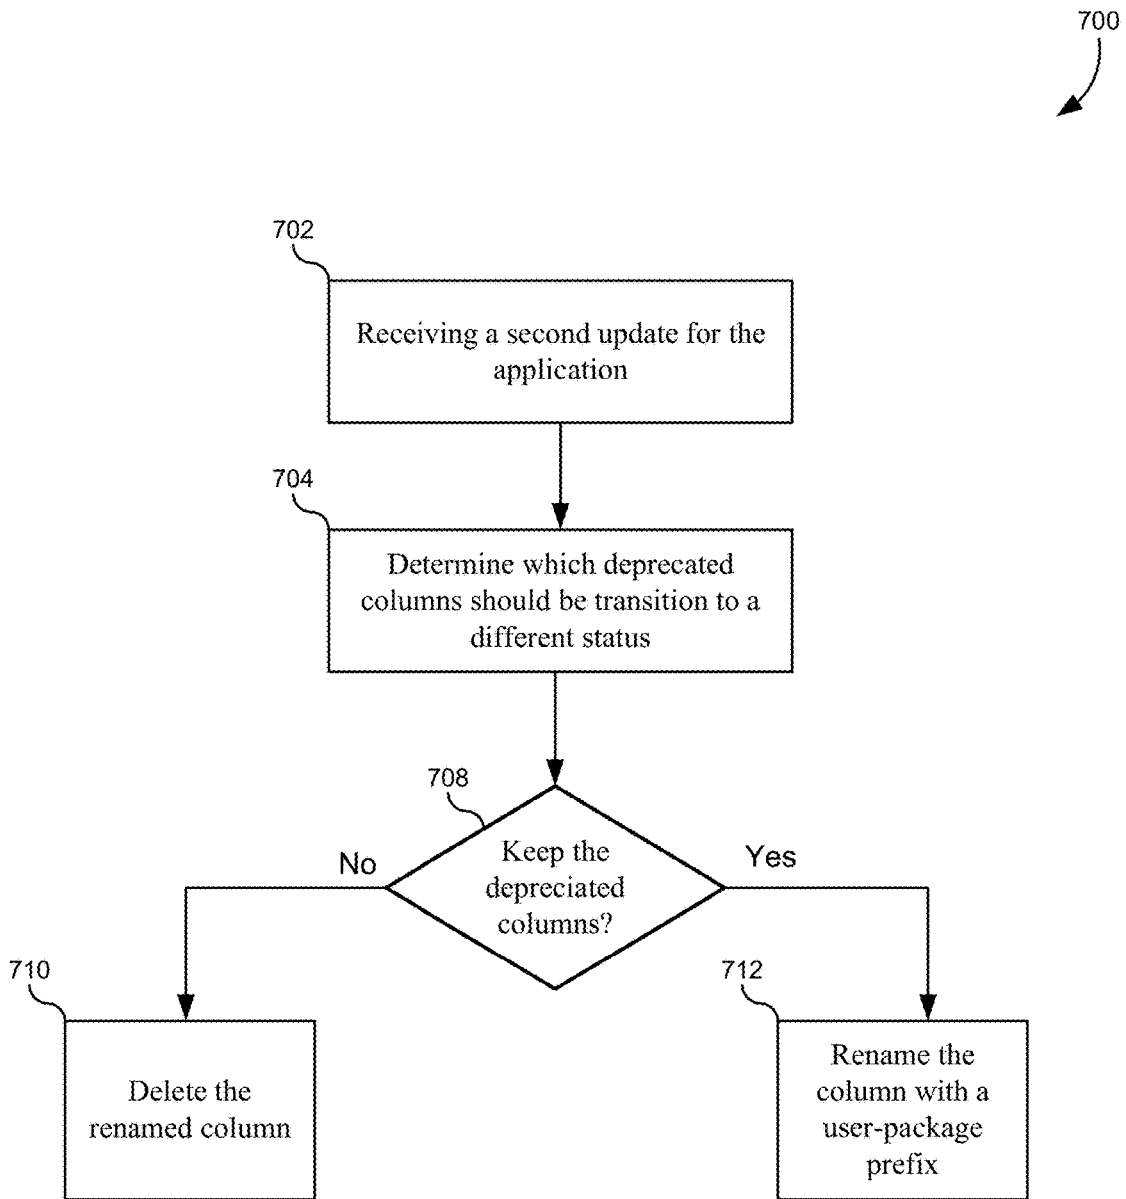 700
702
Receiving a second update for the
application
704
Determine which deprecated
columns should be transition to a
different status
708
Keep the
depreciated
columns?
No
Yes
710
Delete the
renamed column
712
Rename the
column with a
user-package
prefix